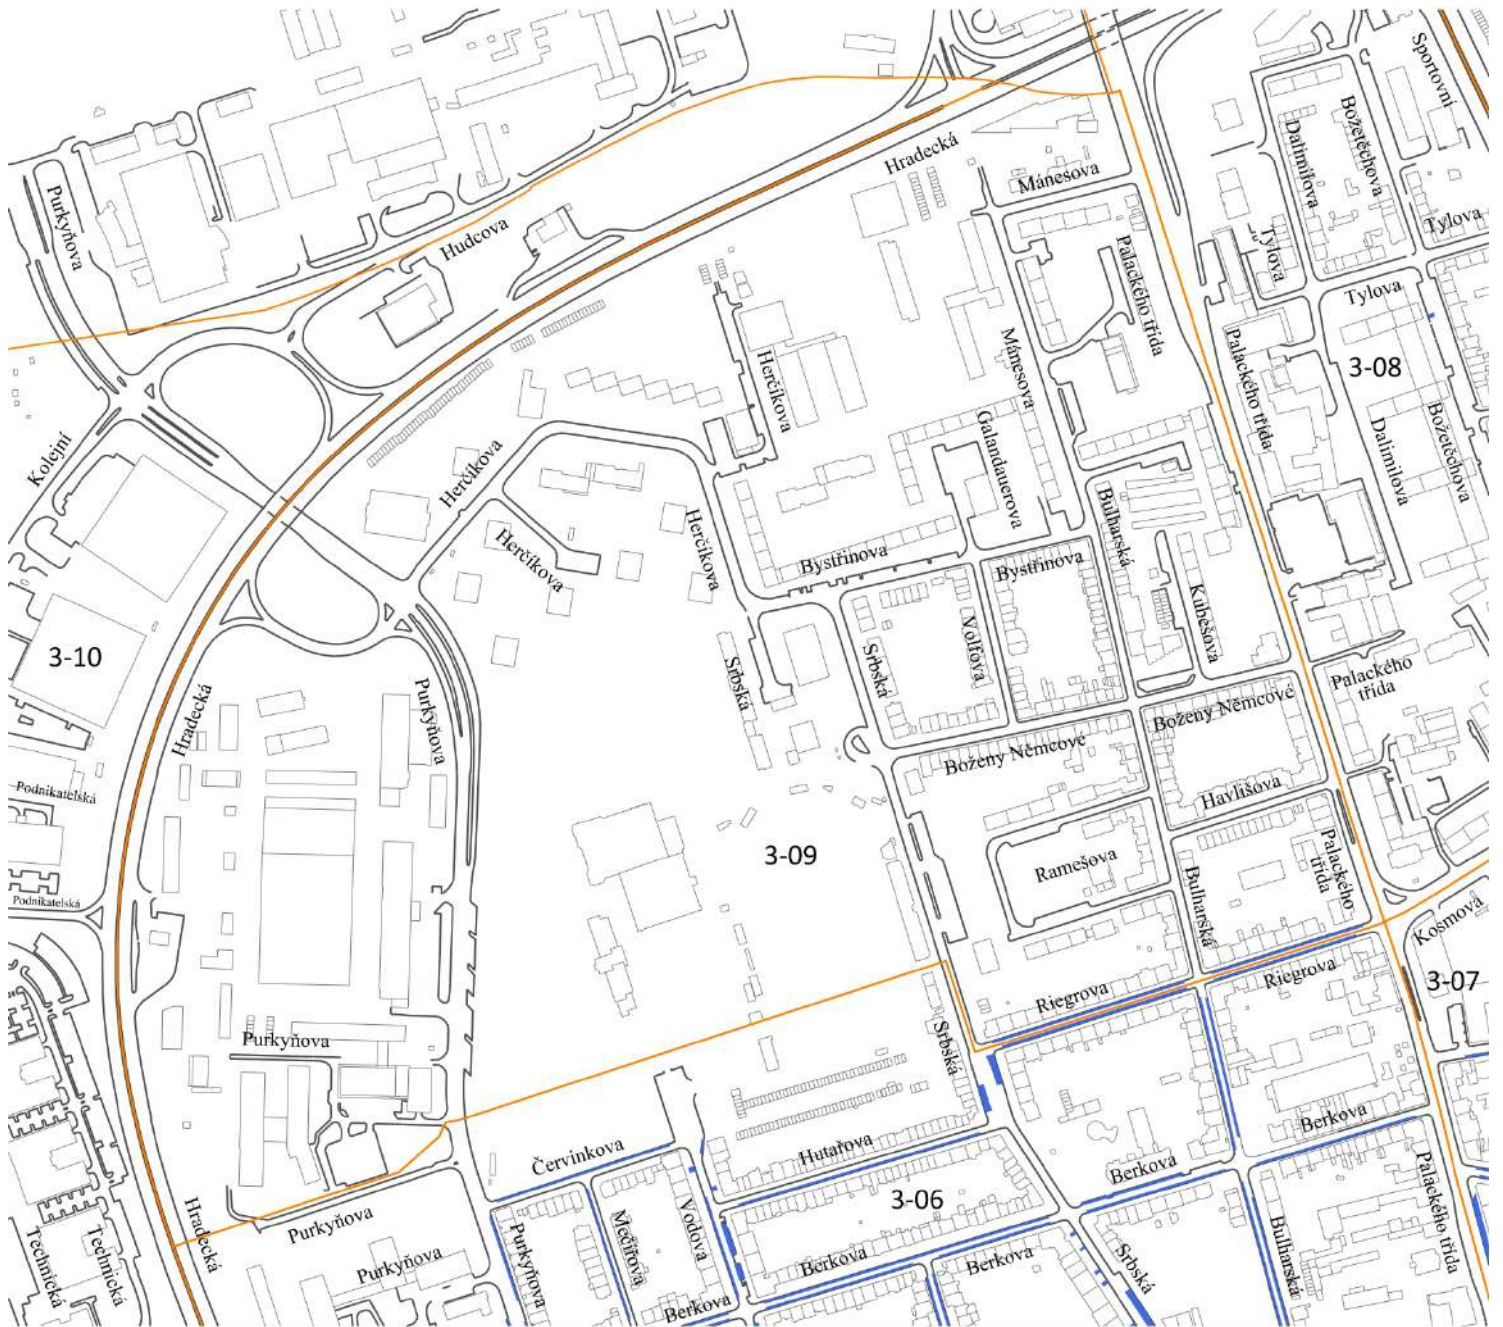 Sportovní
Božetěchova
Dalimilova
Hradecká
Mánesova
Purkyňova
Tylova
Hudcova
Tylova
Palackého třída
Tylova
Herčíkova
Mánesova
Palackého třída
3-08
Galandauerova
Božetěchova
Dalimilova
Kolejní
Herčíkova
Herčíkova
Herčíkova
Bulharská
Bystřinova
Bystřinova
Kubešova
3-10
Srbská
Srbská
Volfova
Palackého
třída
Hradecká
Purkyňova
Boženy Němcové
Boženy Němcové
Podnikatelská
Havlišova
3-09
Ramešova
Palackého
třída
Podnikatelská
Bulharská
Kosmova
Riegrova
Riegrova
3-07
Purkyňova
Srbská
Berkova
Červinkova
Hutařova
Berkova
3-06
Purkyňova
Hradecká
Technická
Technická
Purkyňova
Purkyňova
Mečířova
Vodova
Berkova
Berkova
Berkova
Srbská
Bulharská
Palackého třída